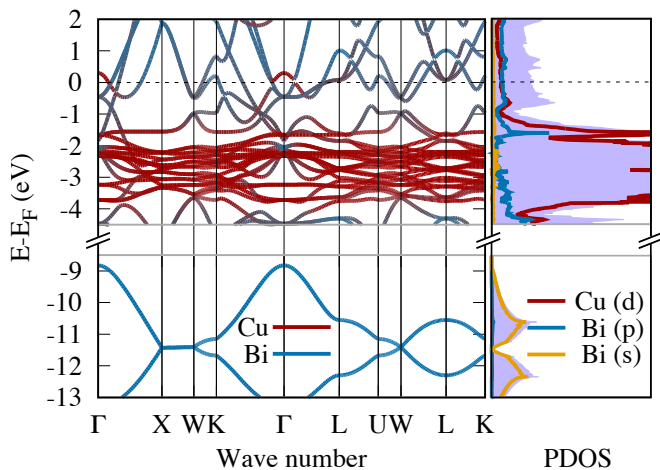 E-E_F (eV)
2
1
0
-1
-2
-3
-4
-9
-10
-11
-12
-13
Cu
Bi
Cu (d)
Bi (p)
Bi (s)
Γ X W K Γ L U W L K
Wave number
PDOS